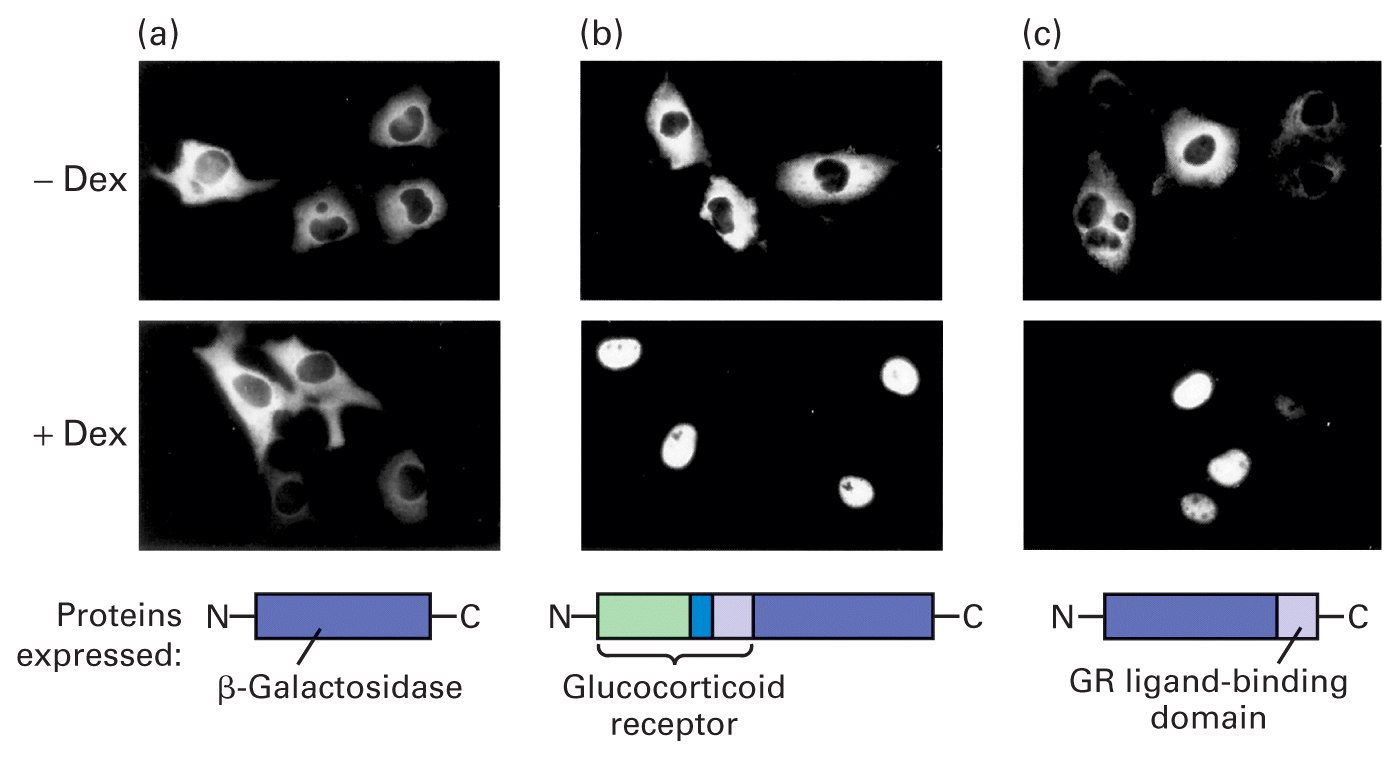 (a)
(b)
(c)
– Dex
+ Dex
Proteins
expressed:
N
C
β-Galactosidase
N
C
Glucocorticoid
receptor
N
C
GR ligand-binding
domain